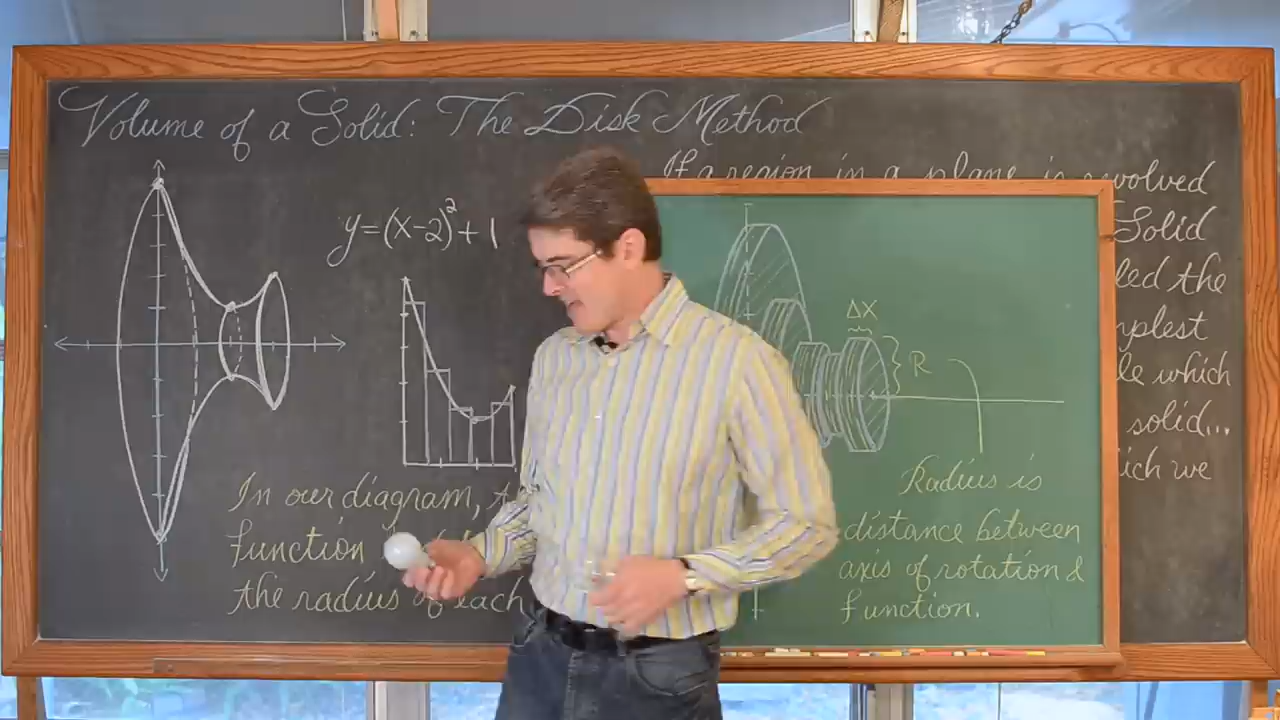 Volume of a Solid: The Disk Method
If a region in a plane is revolved
Solid
led the
mplest
le which
solid...
ich we
y=(x-2)²+1
ΔX
R
In our diagram, t
function
the radius of each
Radius is
distance between
axis of rotation &
function.